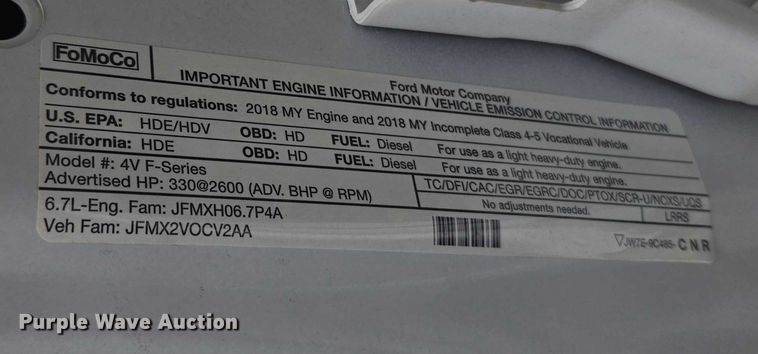 FoMoCo
Ford Motor Company
IMPORTANT ENGINE INFORMATION / VEHICLE EMISSION CONTROL INFORMATION
Conforms to regulations: 2018 MY Engine and 2018 MY Incomplete Class 4-5 Vocational Vehicle
U.S. EPA: HDE/HDV OBD: HD FUEL: Diesel For use as a light heavy-duty engine.
California: HDE OBD: HD FUEL: Diesel For use as a light heavy-duty engine.
Model #: 4V F-Series
TC/DFI/CAC/EGR/EGRC/DOC/PTOX/SCR-U/NOXS/UCS
Advertised HP: 330@2600 (ADV. BHP @ RPM)
No adjustments needed. LRRS
6.7L-Eng. Fam: JFMXH06.7P4A
Veh Fam: JFMX2VOCV2AA
JW7E-9C485- C N R
Purple Wave Auction